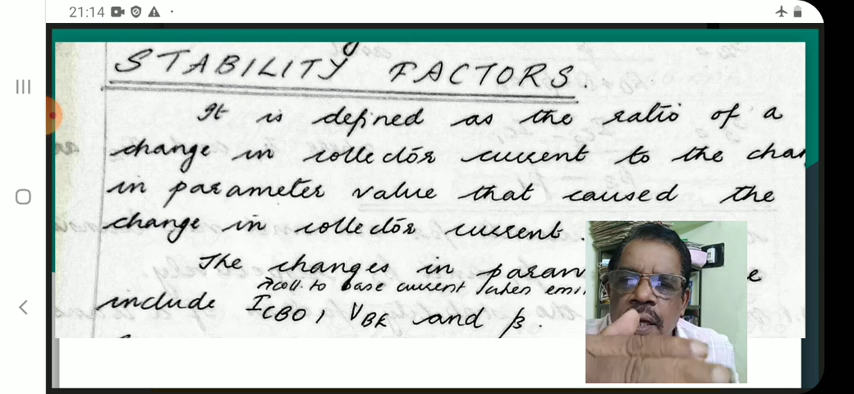 21:14
STABILITY FACTORS.
It is defined as the ratio of a
change in collector current to the
in parameter value that caused the
change in collector current.
The changes in
coll. to base current
include ICBO, VBE and β.